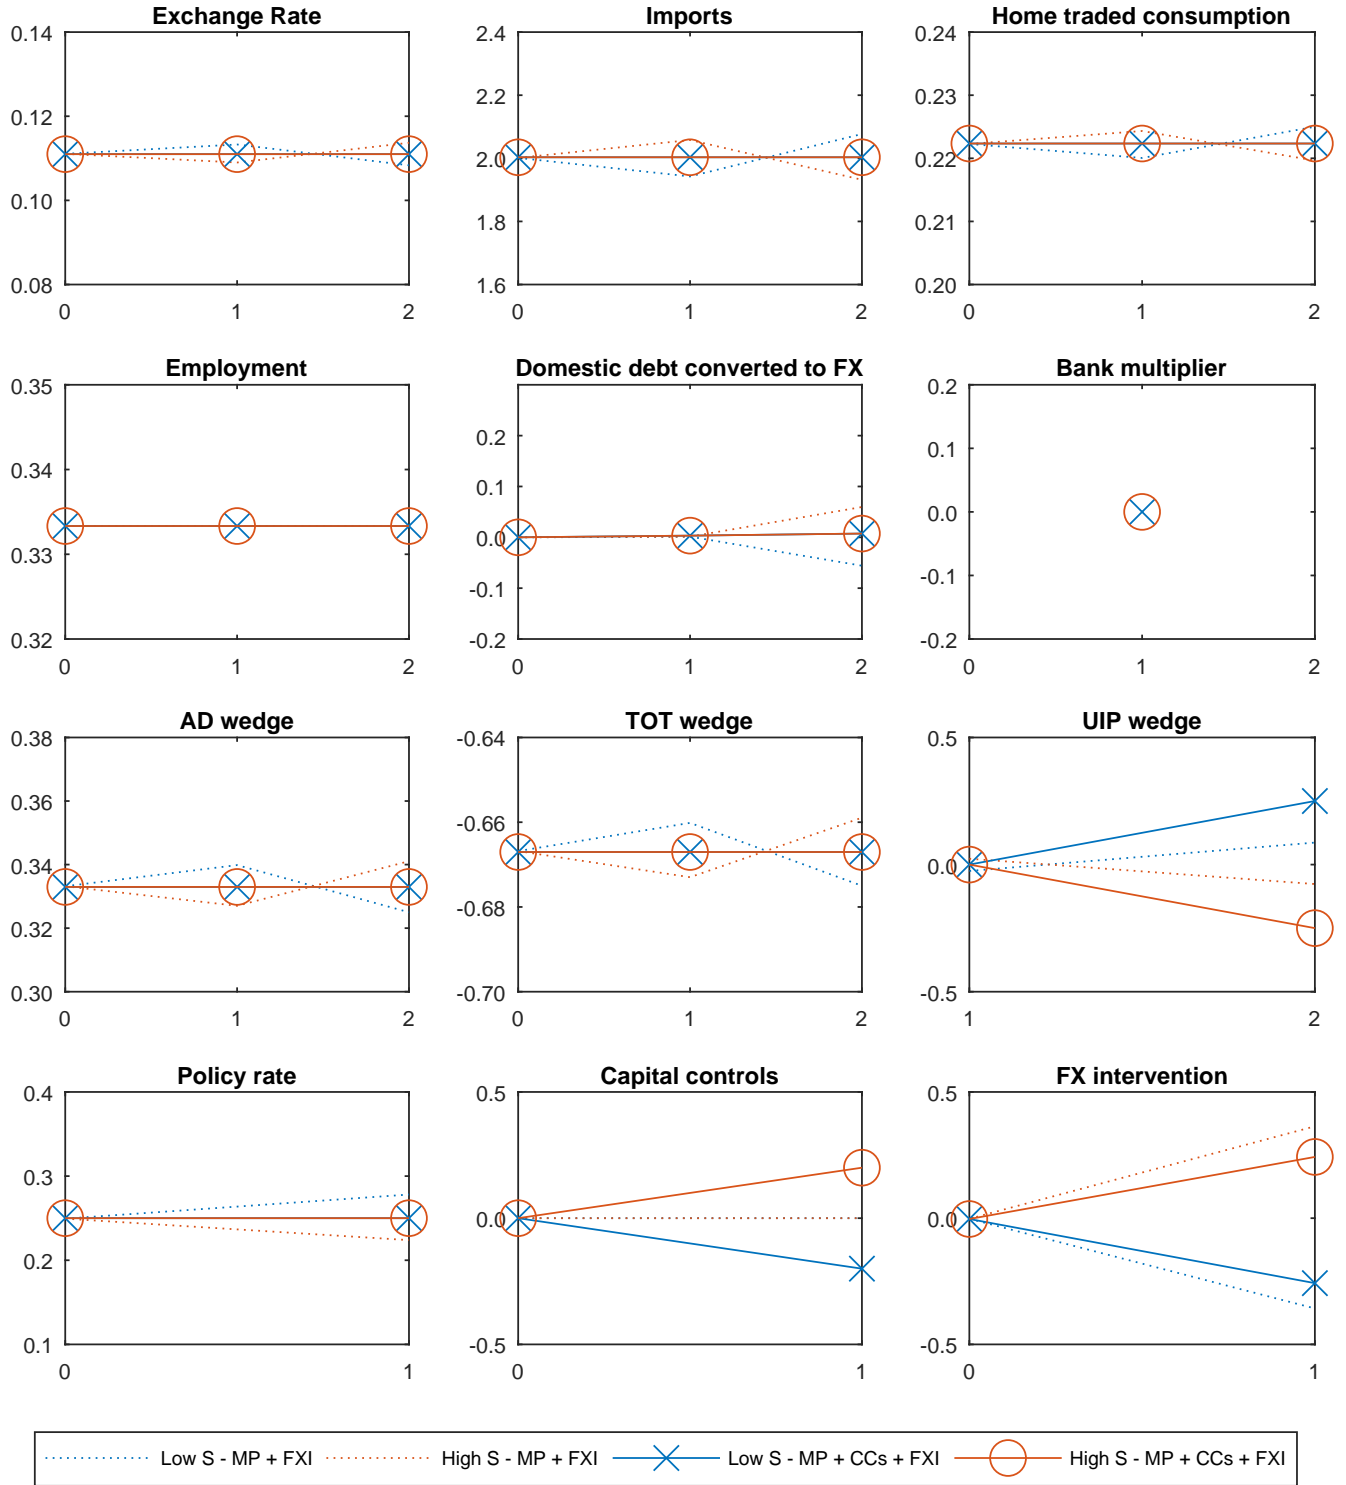 Exchange Rate
0.14
0.12
0.10
0.08
0 1 2
Imports
2.4
2.2
2.0
1.8
1.6
0 1 2
Home traded consumption
0.24
0.23
0.22
0.21
0.20
0 1 2
Employment
0.35
0.34
0.33
0.32
0 1 2
Domestic debt converted to FX
0.2
0.1
0.0
-0.1
-0.2
0 1 2
Bank multiplier
0.2
0.1
0.0
-0.1
-0.2
0 1 2
AD wedge
0.38
0.36
0.34
0.32
0.30
0 1 2
TOT wedge
-0.64
-0.66
-0.68
-0.70
0 1 2
UIP wedge
0.5
0.0
-0.5
1 2
Policy rate
0.4
0.3
0.2
0.1
0 1
Capital controls
0.5
0.0
-0.5
0 1
FX intervention
0.5
0.0
-0.5
0 1
Low S - MP + FXI High S - MP + FXI Low S - MP + CCs + FXI High S - MP + CCs + FXI